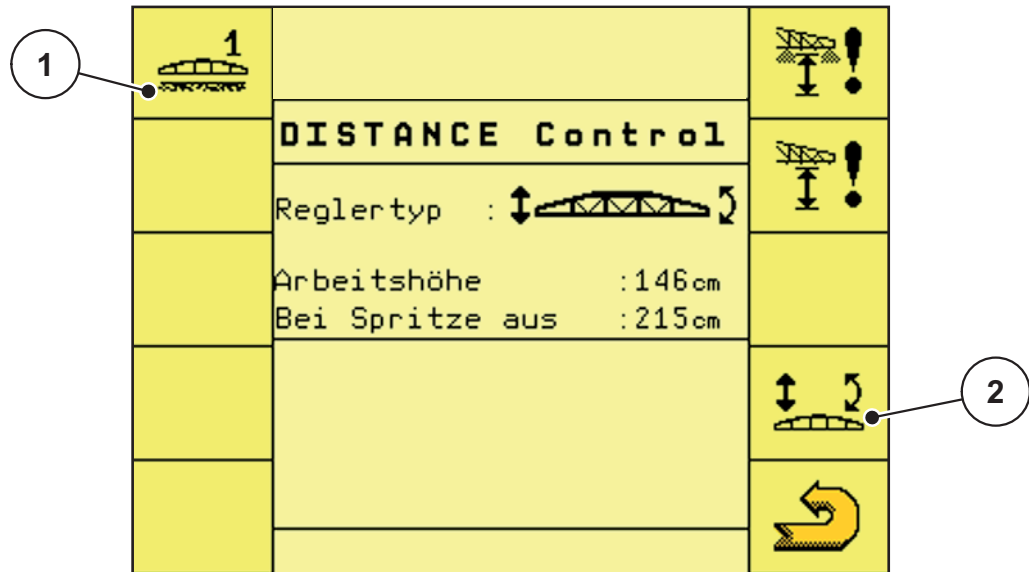 1
1
DISTANCE Control
Reglertyp :
Arbeitshöhe :146cm
Bei Spritze aus :215cm
2